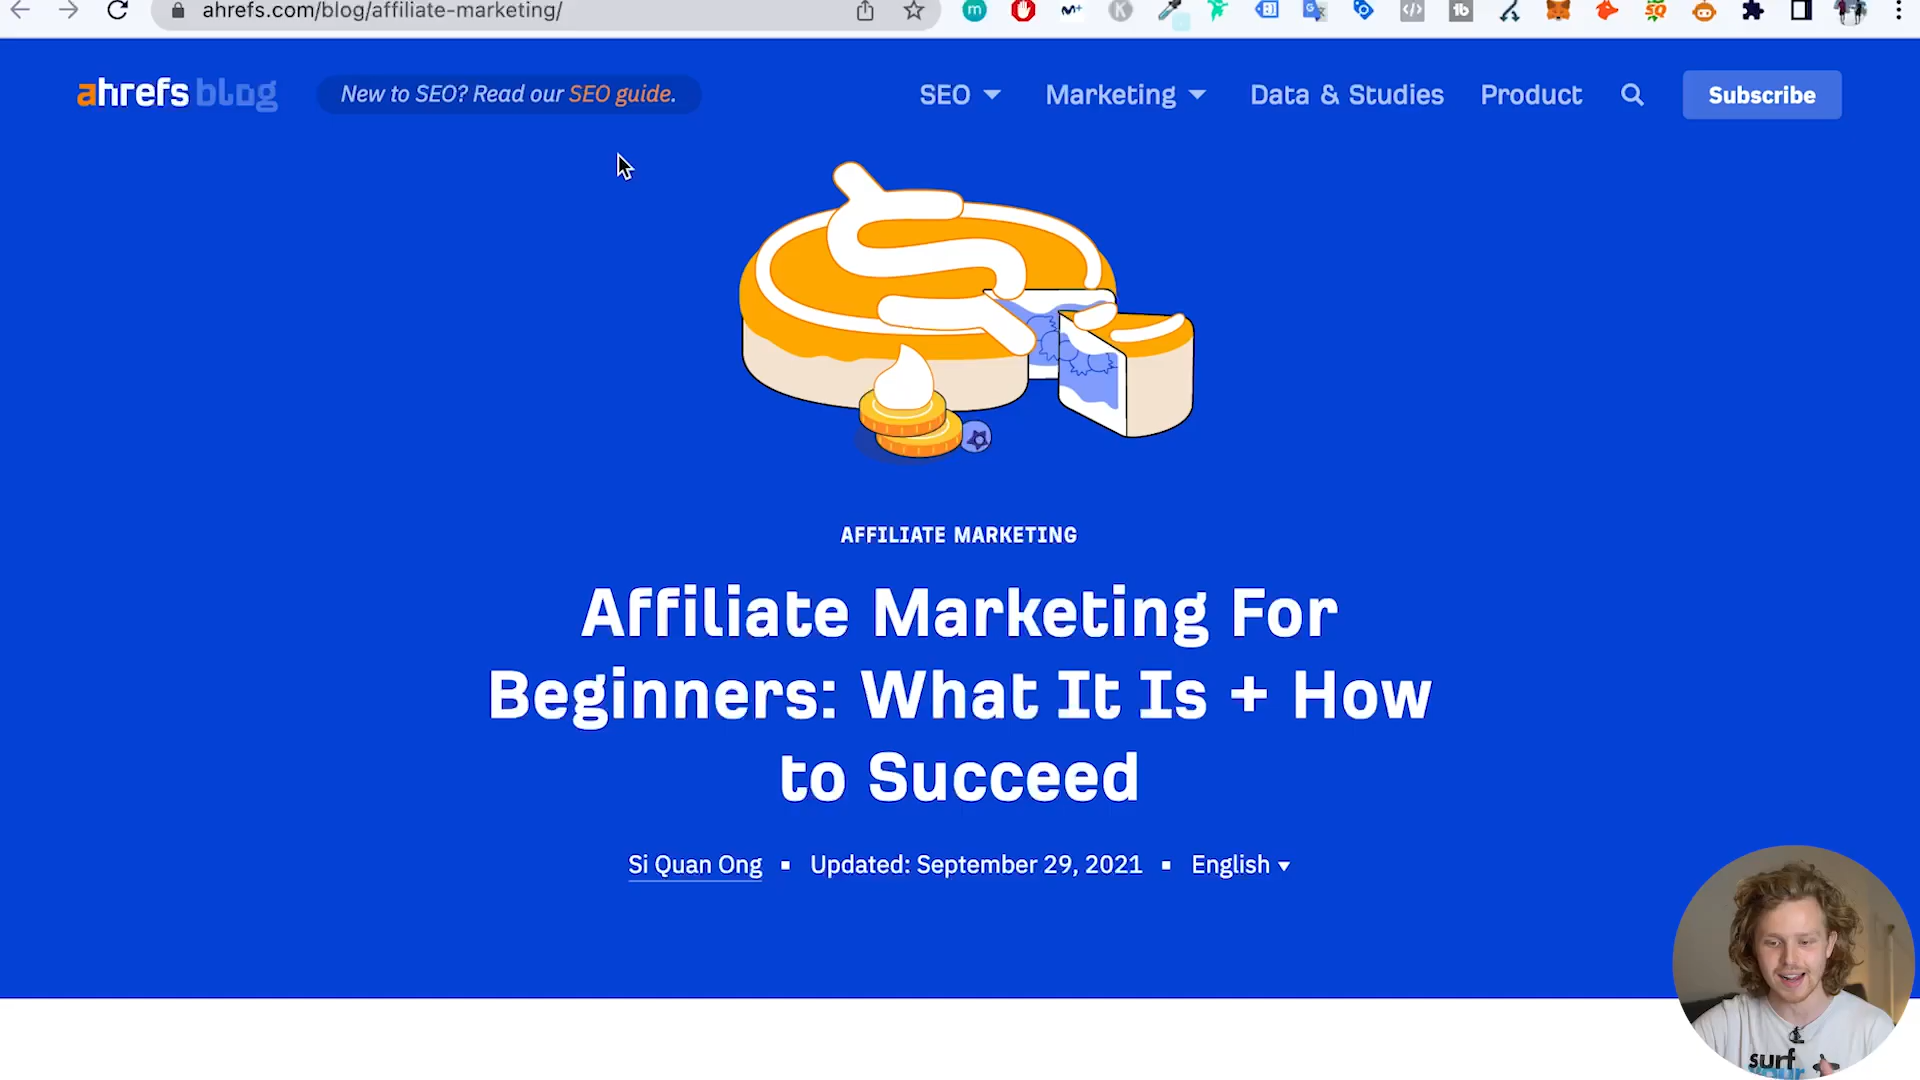 ahrefs.com/blog/affiliate-marketing/
ahrefs blog
New to SEO? Read our SEO guide.
SEO
Marketing
Data & Studies
Product
Subscribe
AFFILIATE MARKETING
Affiliate Marketing For
Beginners: What It Is + How
to Succeed
Si Quan Ong ▪ Updated: September 29, 2021 ▪ English
surf
your